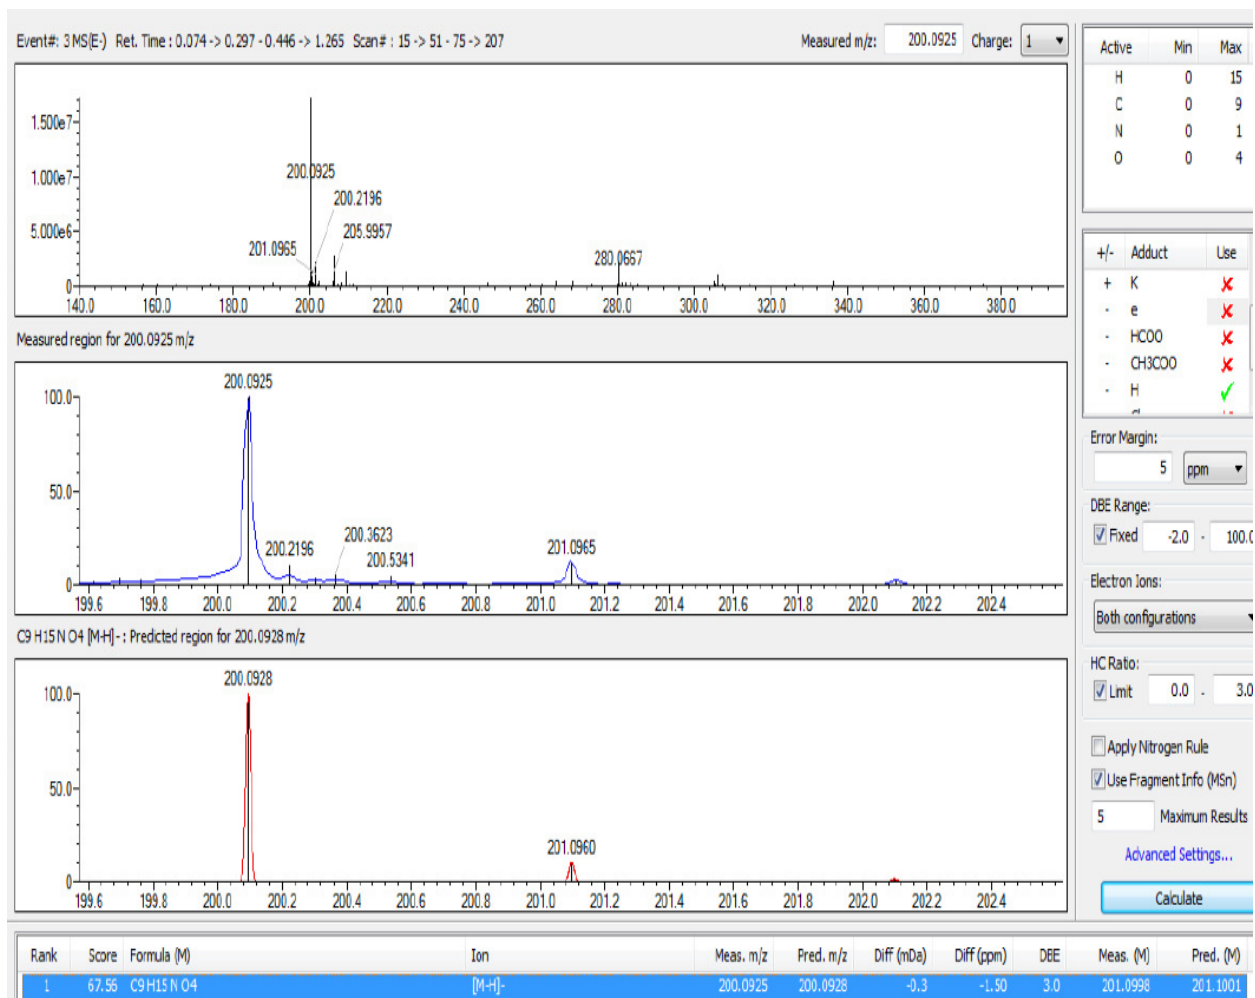 Event#: 3 MS(E-) Ret. Time : 0.074 -> 0.297 - 0.446 -> 1.265 Scan# : 15 -> 51 - 75 -> 207
Measured m/z: 200.0925 Charge: 1
1.500e7
1.000e7
5.000e6
0
200.0925
200.2196
201.0965
205.9957
280.0667
140.0 160.0 180.0 200.0 220.0 240.0 260.0 280.0 300.0 320.0 340.0 360.0 380.0
Measured region for 200.0925 m/z
100.0
50.0
0
200.0925
200.2196
200.3623
200.5341
201.0965
199.6 199.8 200.0 200.2 200.4 200.6 200.8 201.0 201.2 201.4 201.6 201.8 202.0 202.2 202.4
C9 H15 N O4 [M-H]- : Predicted region for 200.0928 m/z
100.0
50.0
0
200.0928
201.0960
199.6 199.8 200.0 200.2 200.4 200.6 200.8 201.0 201.2 201.4 201.6 201.8 202.0 202.2 202.4
Active Min Max
H 0 15
C 0 9
N 0 1
O 0 4
+/- Adduct Use
+ K
- e
- HCOO
- CH3COO
- H
Error Margin:
5 ppm
DBE Range:
Fixed -2.0 - 100.0
Electron Ions:
Both configurations
HC Ratio:
Limit 0.0 - 3.0
Apply Nitrogen Rule
Use Fragment Info (MSn)
5 Maximum Results
Advanced Settings...
Calculate
Rank Score Formula (M) Ion Meas. m/z Pred. m/z Diff (mDa) Diff (ppm) DBE Meas. (M) Pred. (M)
1 67.56 C9 H15 N O4 [M-H]- 200.0925 200.0928 -0.3 -1.50 3.0 201.0998 201.1001